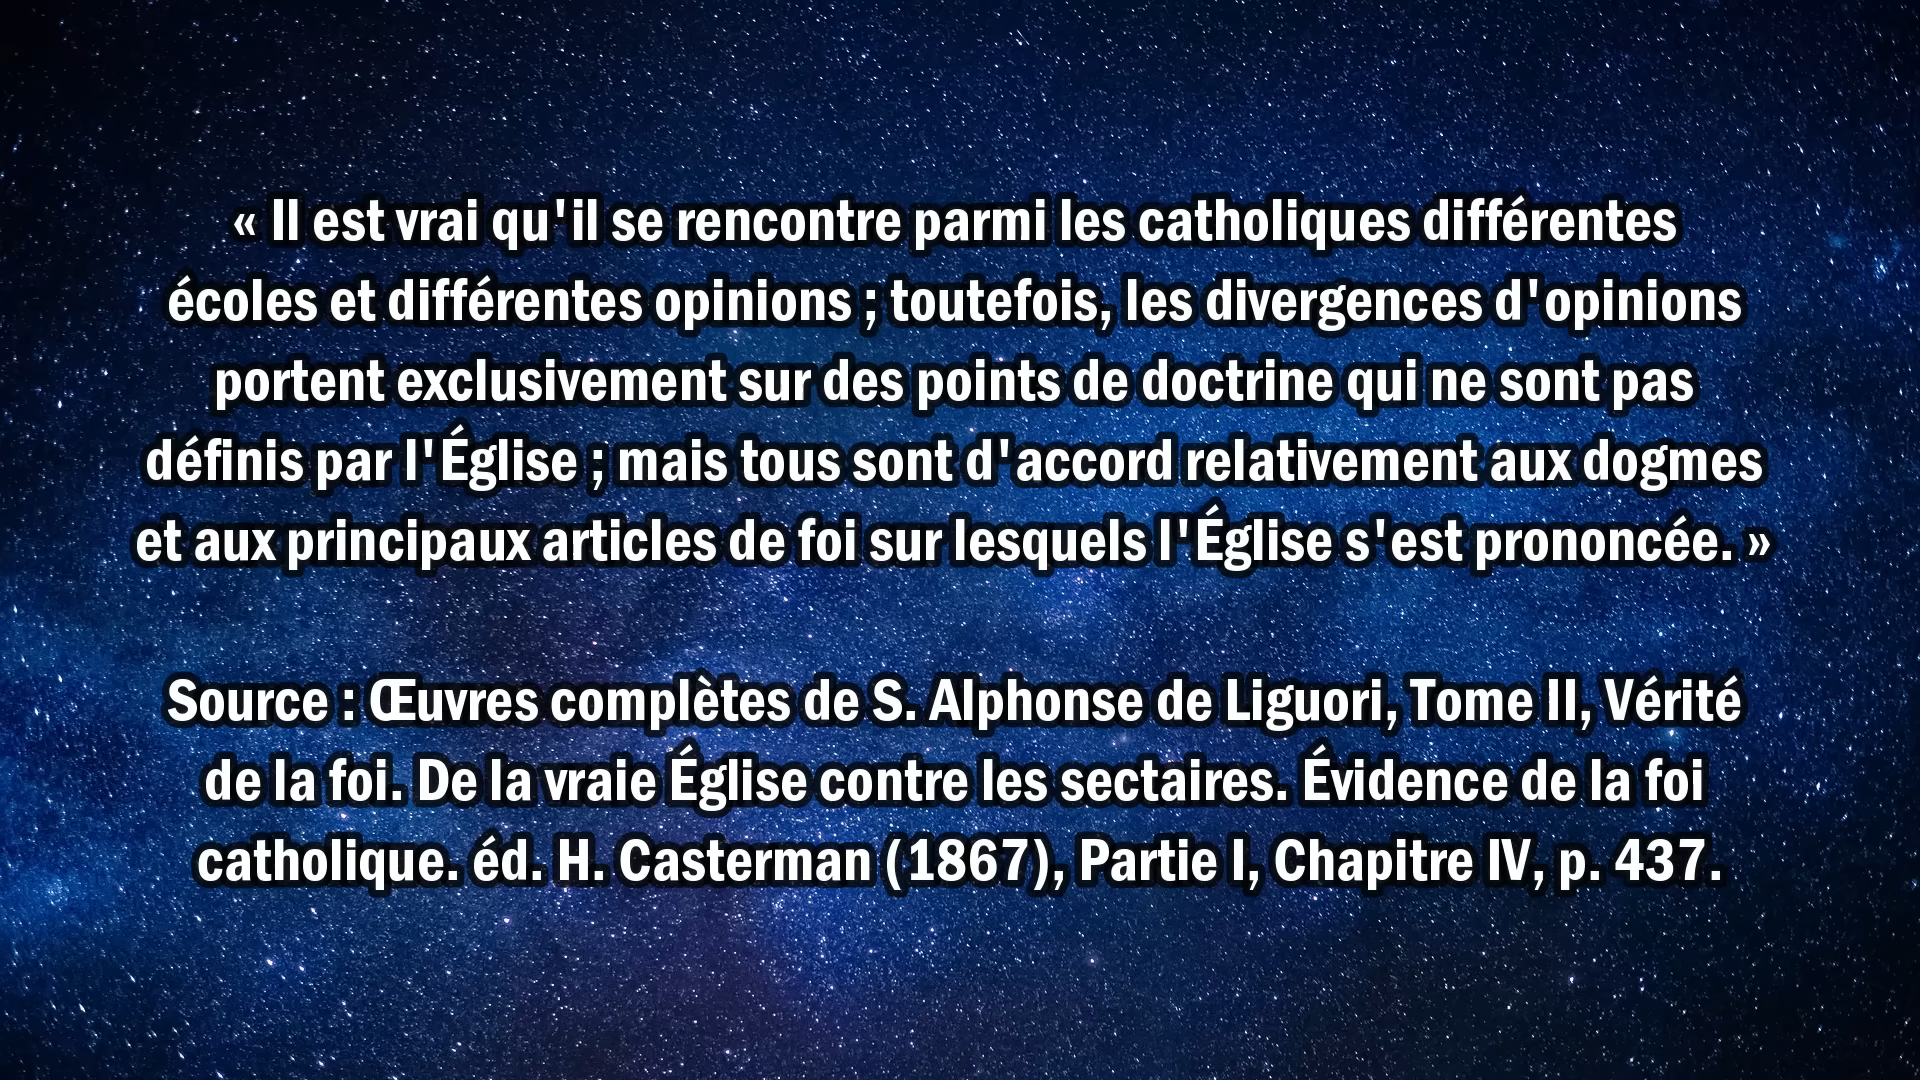 « Il est vrai qu'il se rencontre parmi les catholiques différentes
écoles et différentes opinions ; toutefois, les divergences d'opinions
portent exclusivement sur des points de doctrine qui ne sont pas
définis par l'Église ; mais tous sont d'accord relativement aux dogmes
et aux principaux articles de foi sur lesquels l'Église s'est prononcée. »
Source : Œuvres complètes de S. Alphonse de Liguori, Tome II, Vérité
de la foi. De la vraie Église contre les sectaires. Évidence de la foi
catholique. éd. H. Casterman (1867), Partie I, Chapitre IV, p. 437.